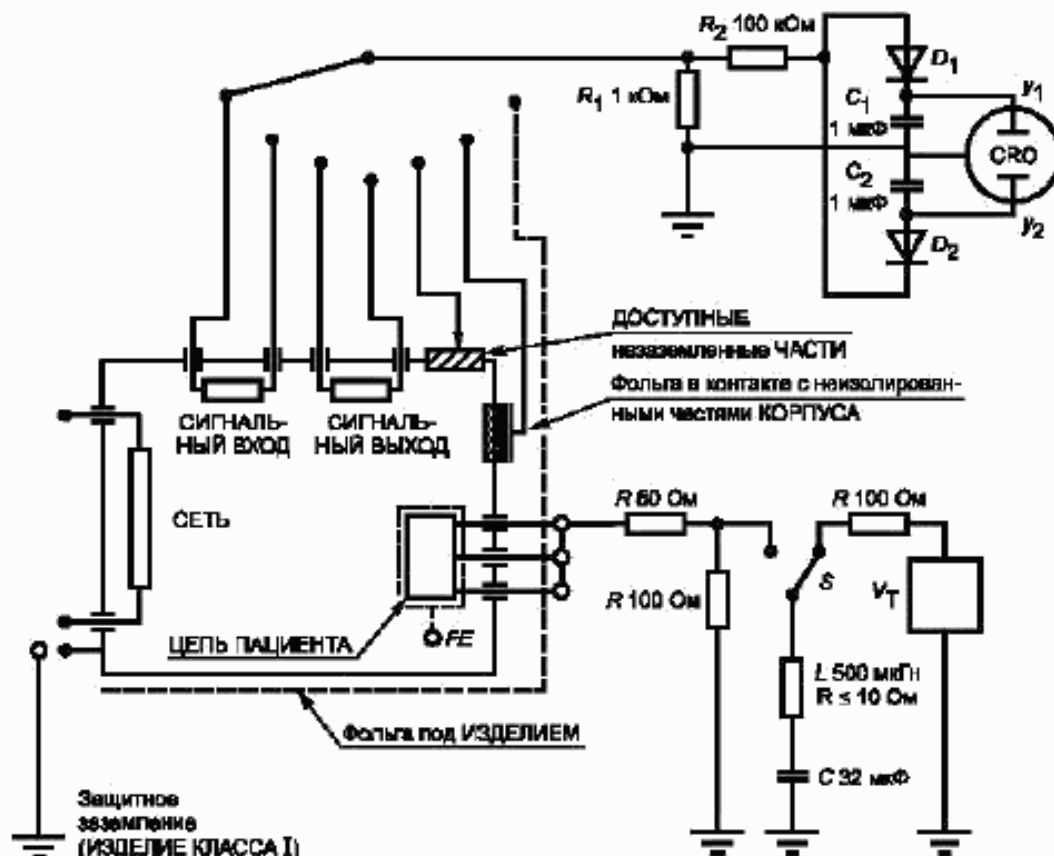 R₂ 100 кОм
D₁
R₁ 1 кОм
C₁
1 мкФ
y₁
CRO
C₂
1 мкФ
y₂
D₂
ДОСТУПНЫЕ
незаземленные ЧАСТИ
Фольга в контакте с неизолирован-
ными частями КОРПУСА
СИГНАЛЬ-
НЫЙ ВХОД
СИГНАЛЬ-
НЫЙ ВЫХОД
СЕТЬ
R 50 Ом
R 100 Ом
S
R 100 Ом
V_T
ЦЕПЬ ПАЦИЕНТА
FE
L 500 мкГн
R ≤ 10 Ом
Фольга под ИЗДЕЛИЕМ
C 32 мкФ
Защитное
заземление
(ИЗДЕЛИЕ КЛАССА I)